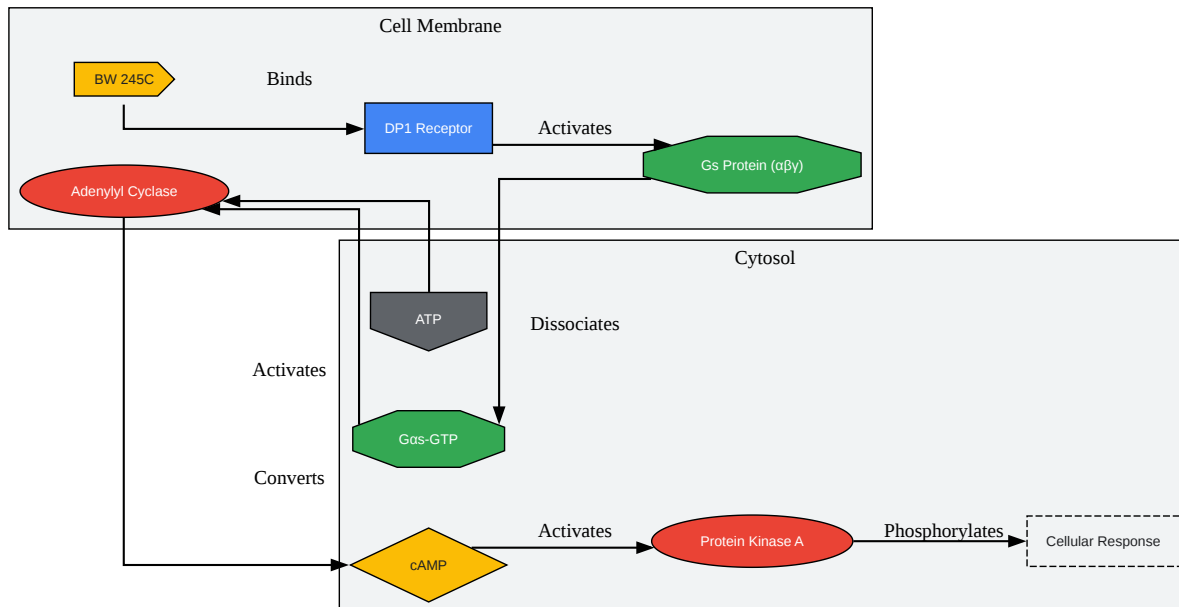 Cell Membrane
BW 245C
Binds
DP1 Receptor
Activates
Gs Protein (αβγ)
Adenylyl Cyclase
Cytosol
ATP
Dissociates
Activates
Gαs-GTP
Converts
cAMP
Activates
Protein Kinase A
Phosphorylates
Cellular Response